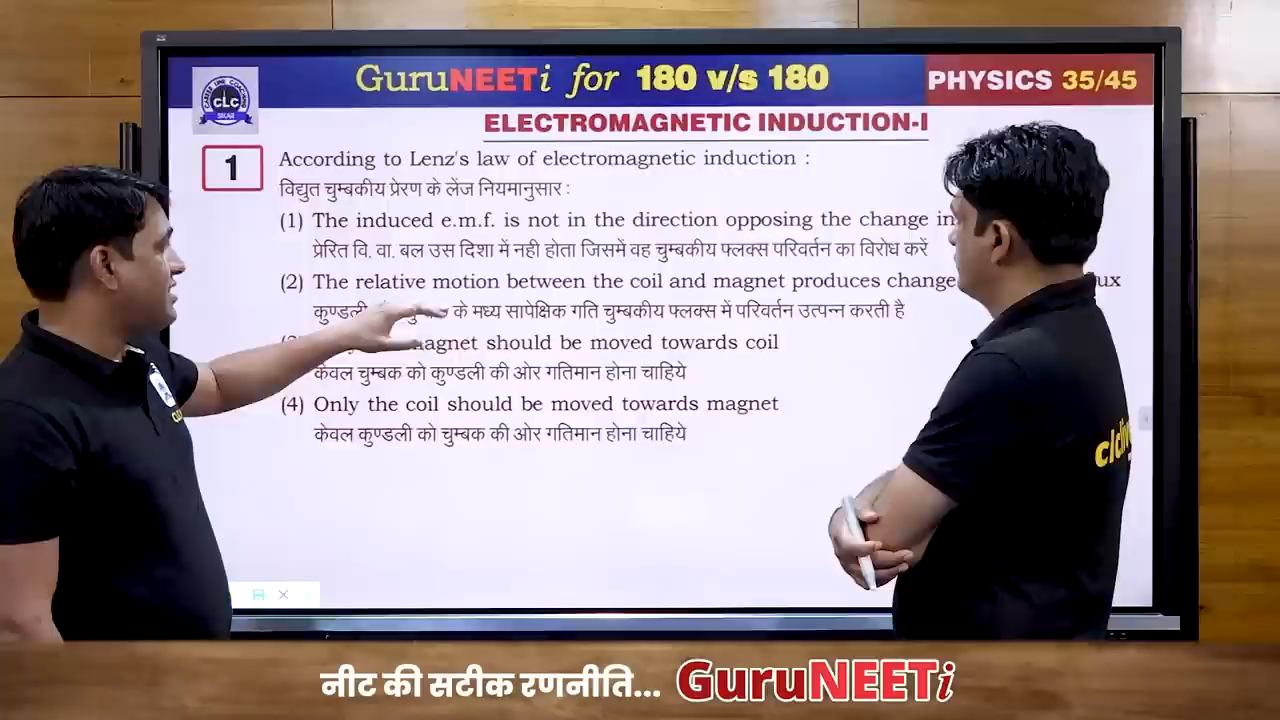 GuruNEETi for 180 v/s 180
PHYSICS 35/45
CLC
SIKAR
ELECTROMAGNETIC INDUCTION-I
1
According to Lenz's law of electromagnetic induction :
विद्युत चुम्बकीय प्रेरण के लेंज नियमानुसार :
(1) The induced e.m.f. is not in the direction opposing the change in
प्रेरित वि. वा. बल उस दिशा में नही होता जिसमें वह चुम्बकीय फ्लक्स परिवर्तन का विरोध करें
(2) The relative motion between the coil and magnet produces change
कुण्डली के मध्य सापेक्षिक गति चुम्बकीय फ्लक्स में परिवर्तन उत्पन्न करती है
magnet should be moved towards coil
केवल चुम्बक को कुण्डली की ओर गतिमान होना चाहिये
(4) Only the coil should be moved towards magnet
केवल कुण्डली को चुम्बक की ओर गतिमान होना चाहिये
नीट की सटीक रणनीति... GuruNEETi